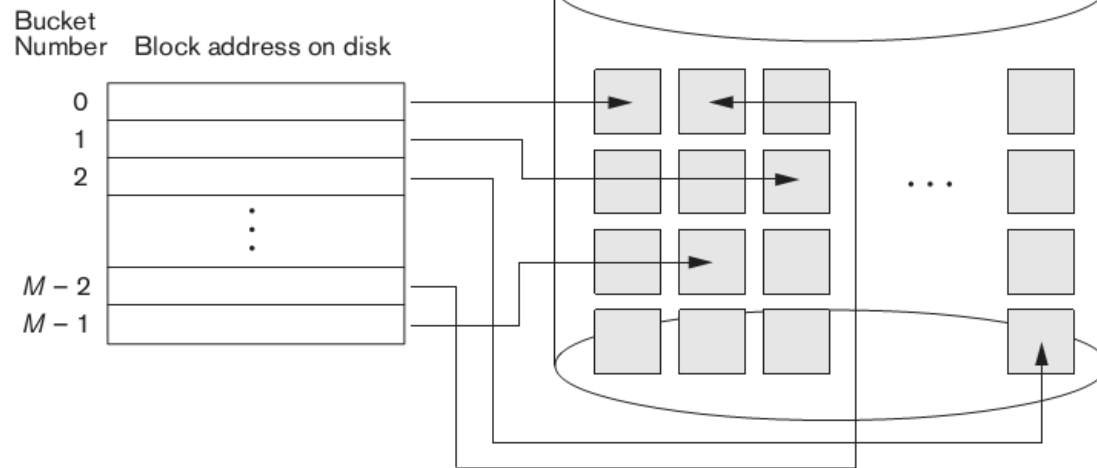 Bucket
Number Block address on disk
0
1
2
M – 2
M – 1